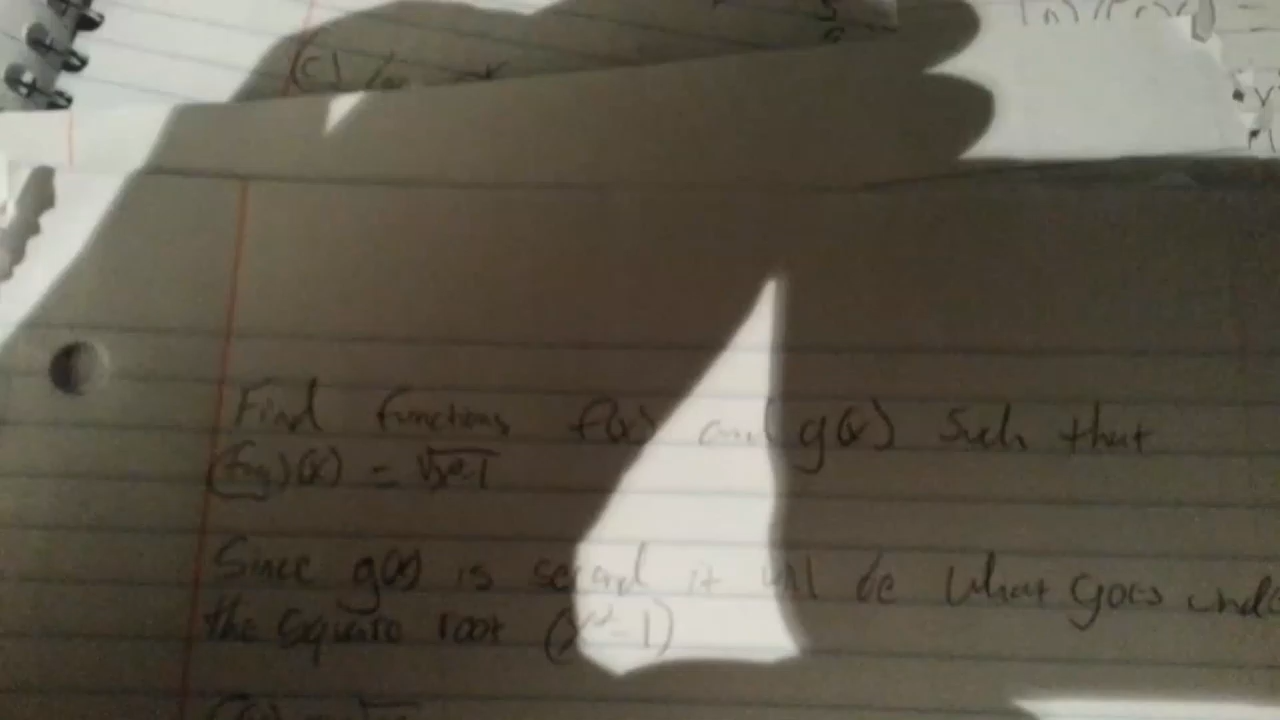 (c)
Find functions f(x) and g(x) such that
(fog)(x) = √x²-1
Since g(x) is second it will be what goes
the square root (x²-1)